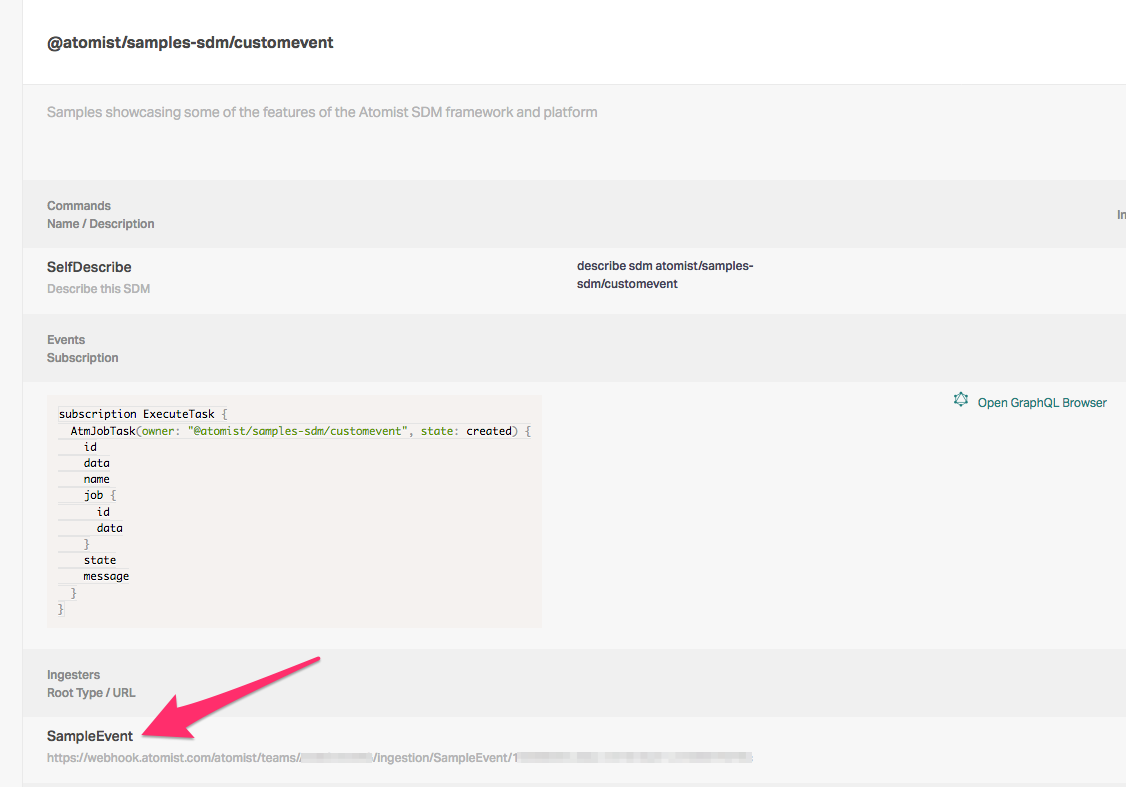 @atomist/samples-sdm/customevent
Samples showcasing some of the features of the Atomist SDM framework and platform
Commands
Name / Description
In
SelfDescribe
Describe this SDM
describe sdm atomist/samples-
sdm/customevent
Events
Subscription
subscription ExecuteTask {
AtmJobTask(owner: "@atomist/samples-sdm/customevent", state: created) {
id
data
name
job {
id
data
}
state
message
}
}
Open GraphQL Browser
Ingesters
Root Type / URL
SampleEvent
https://webhook.atomist.com/atomist/teams/ /ingestion/SampleEvent/1